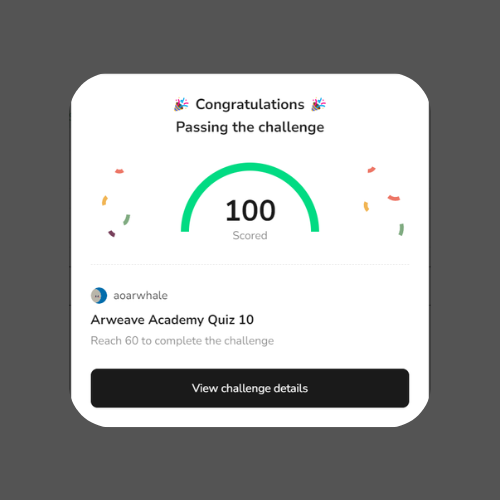 🎉 Congratulations 🎉
Passing the challenge
100
Scored
aoarwhale
Arweave Academy Quiz 10
Reach 60 to complete the challenge
View challenge details